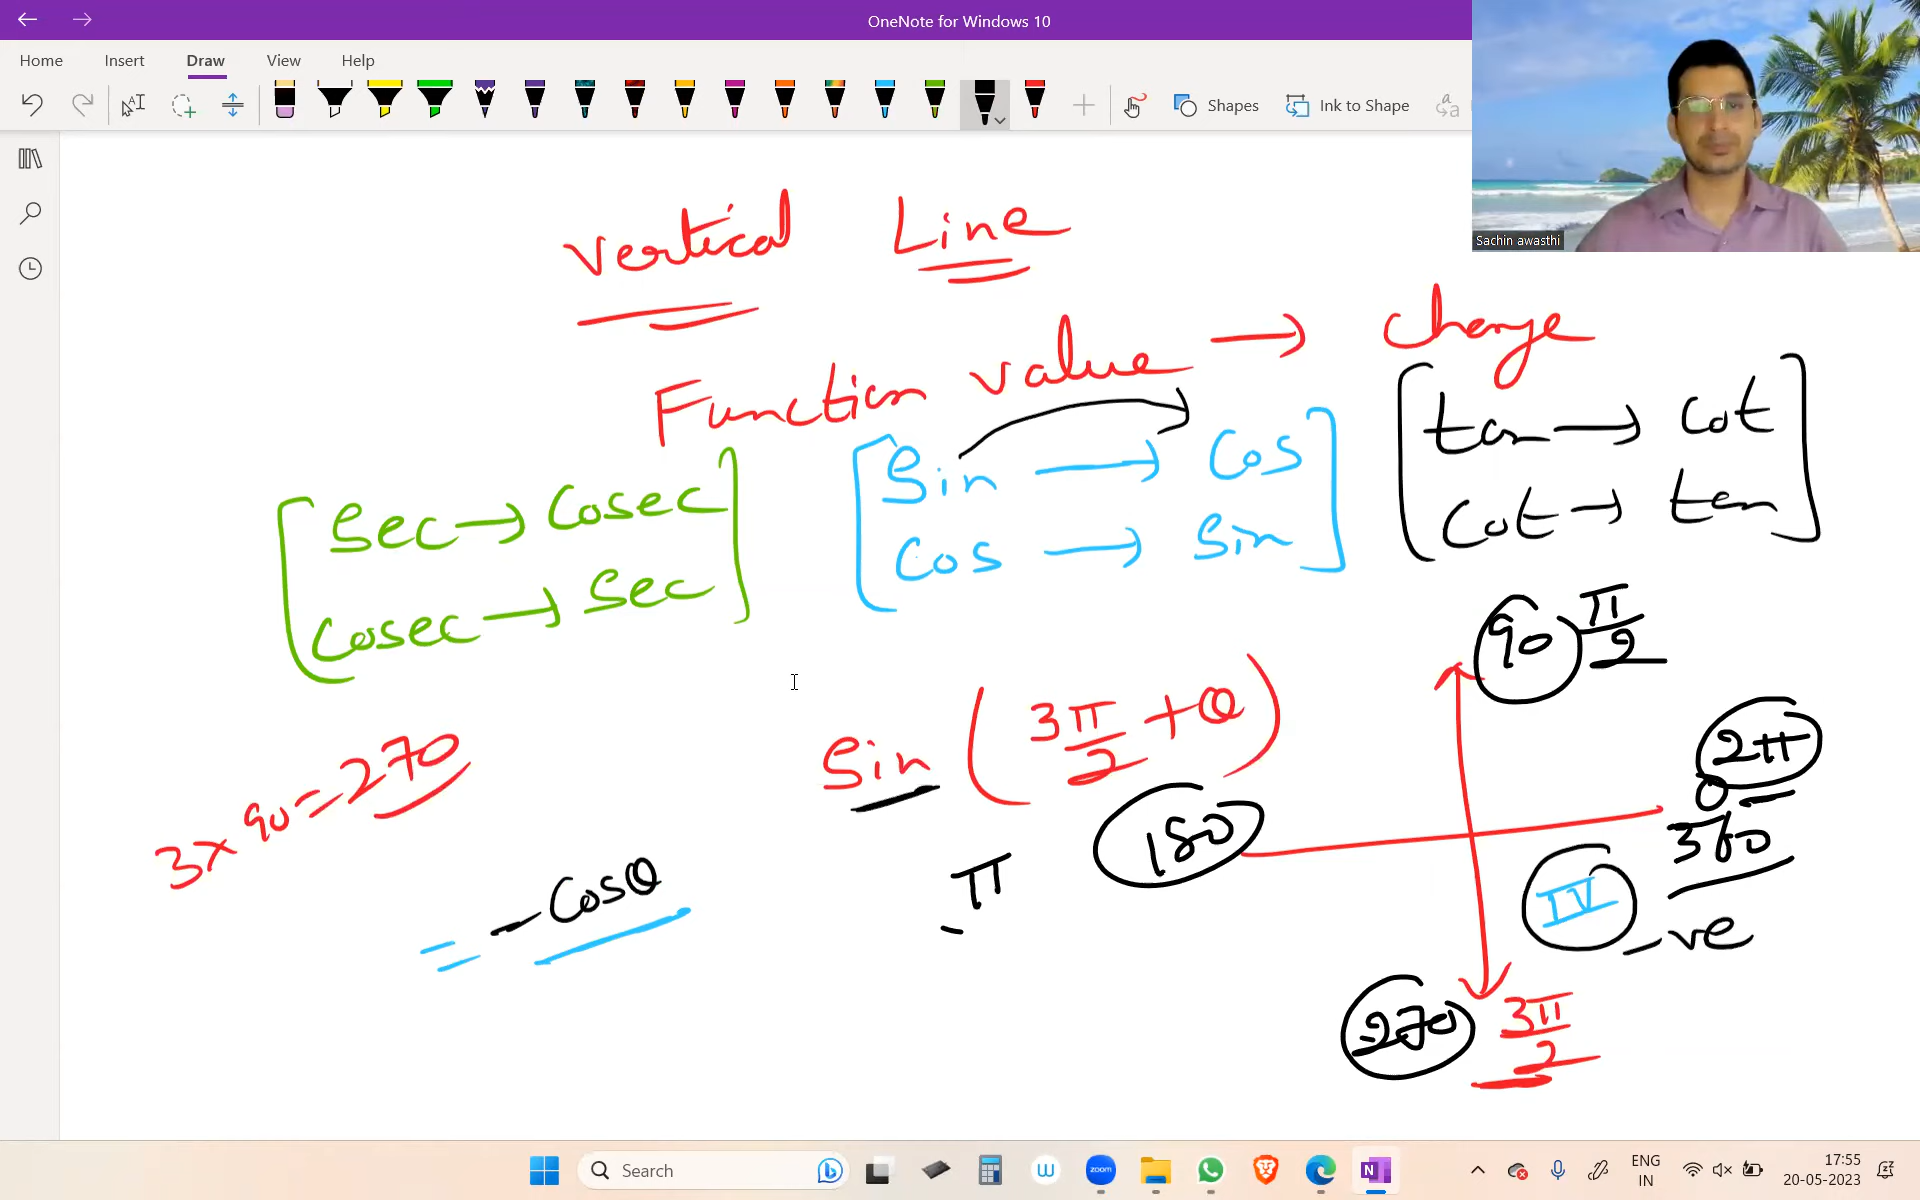 OneNote for Windows 10
Home Insert Draw View Help
Shapes Ink to Shape
Sachin awasthi
Vertical Line
Function value → Change
Sec → Cosec
Cosec → Sec
Sin → Cos
Cos → Sin
tan → Cot
Cot → tan
90 π/2
Sin (3π/2 + θ)
2π
0
360
180
π
3 × 90 = 270
= - Cosθ
IV
-ve
270 3π/2
Search
zoom
ENG
IN
17:55
20-05-2023